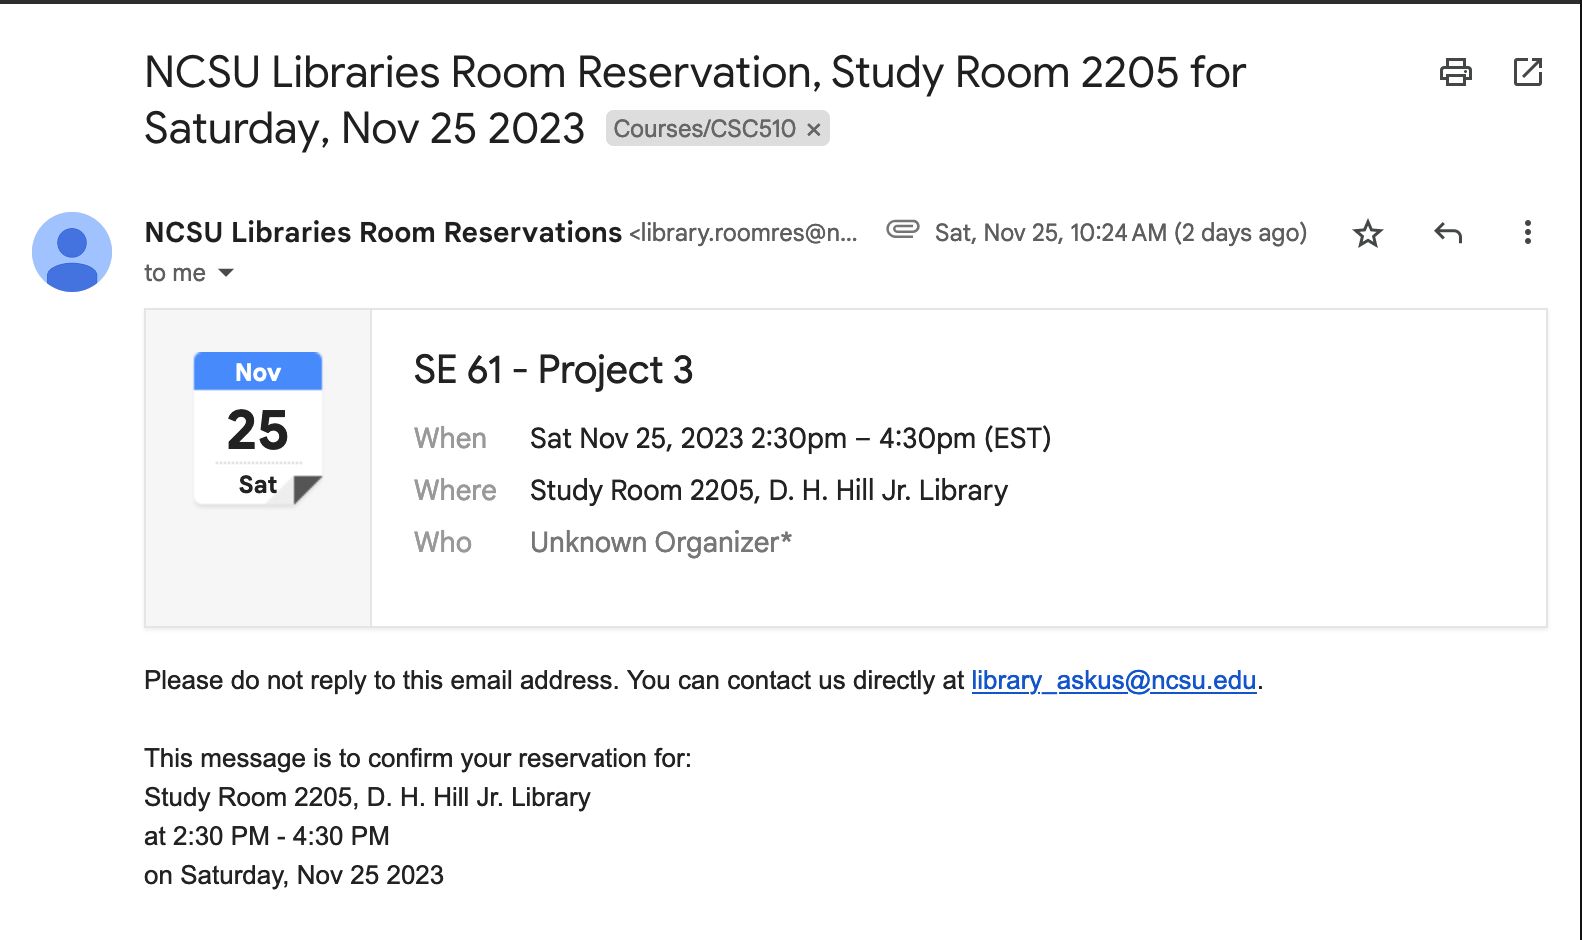 NCSU Libraries Room Reservation, Study Room 2205 for
Saturday, Nov 25 2023 Courses/CSC510 ×
NCSU Libraries Room Reservations <library.roomres@n... Sat, Nov 25, 10:24 AM (2 days ago)
to me
Nov
25
Sat
SE 61 - Project 3
When Sat Nov 25, 2023 2:30pm – 4:30pm (EST)
Where Study Room 2205, D. H. Hill Jr. Library
Who Unknown Organizer*
Please do not reply to this email address. You can contact us directly at library_askus@ncsu.edu.
This message is to confirm your reservation for:
Study Room 2205, D. H. Hill Jr. Library
at 2:30 PM - 4:30 PM
on Saturday, Nov 25 2023